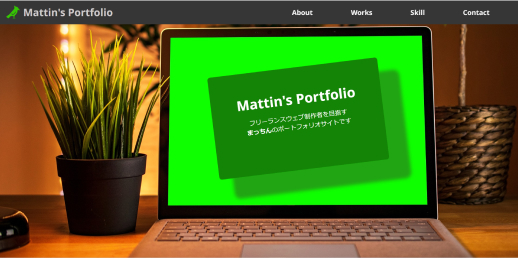 Mattin's Portfolio
About
Works
Skill
Contact
Mattin's Portfolio
フリーランスウェブ制作者を目指す
まっちんのポートフォリオサイトです